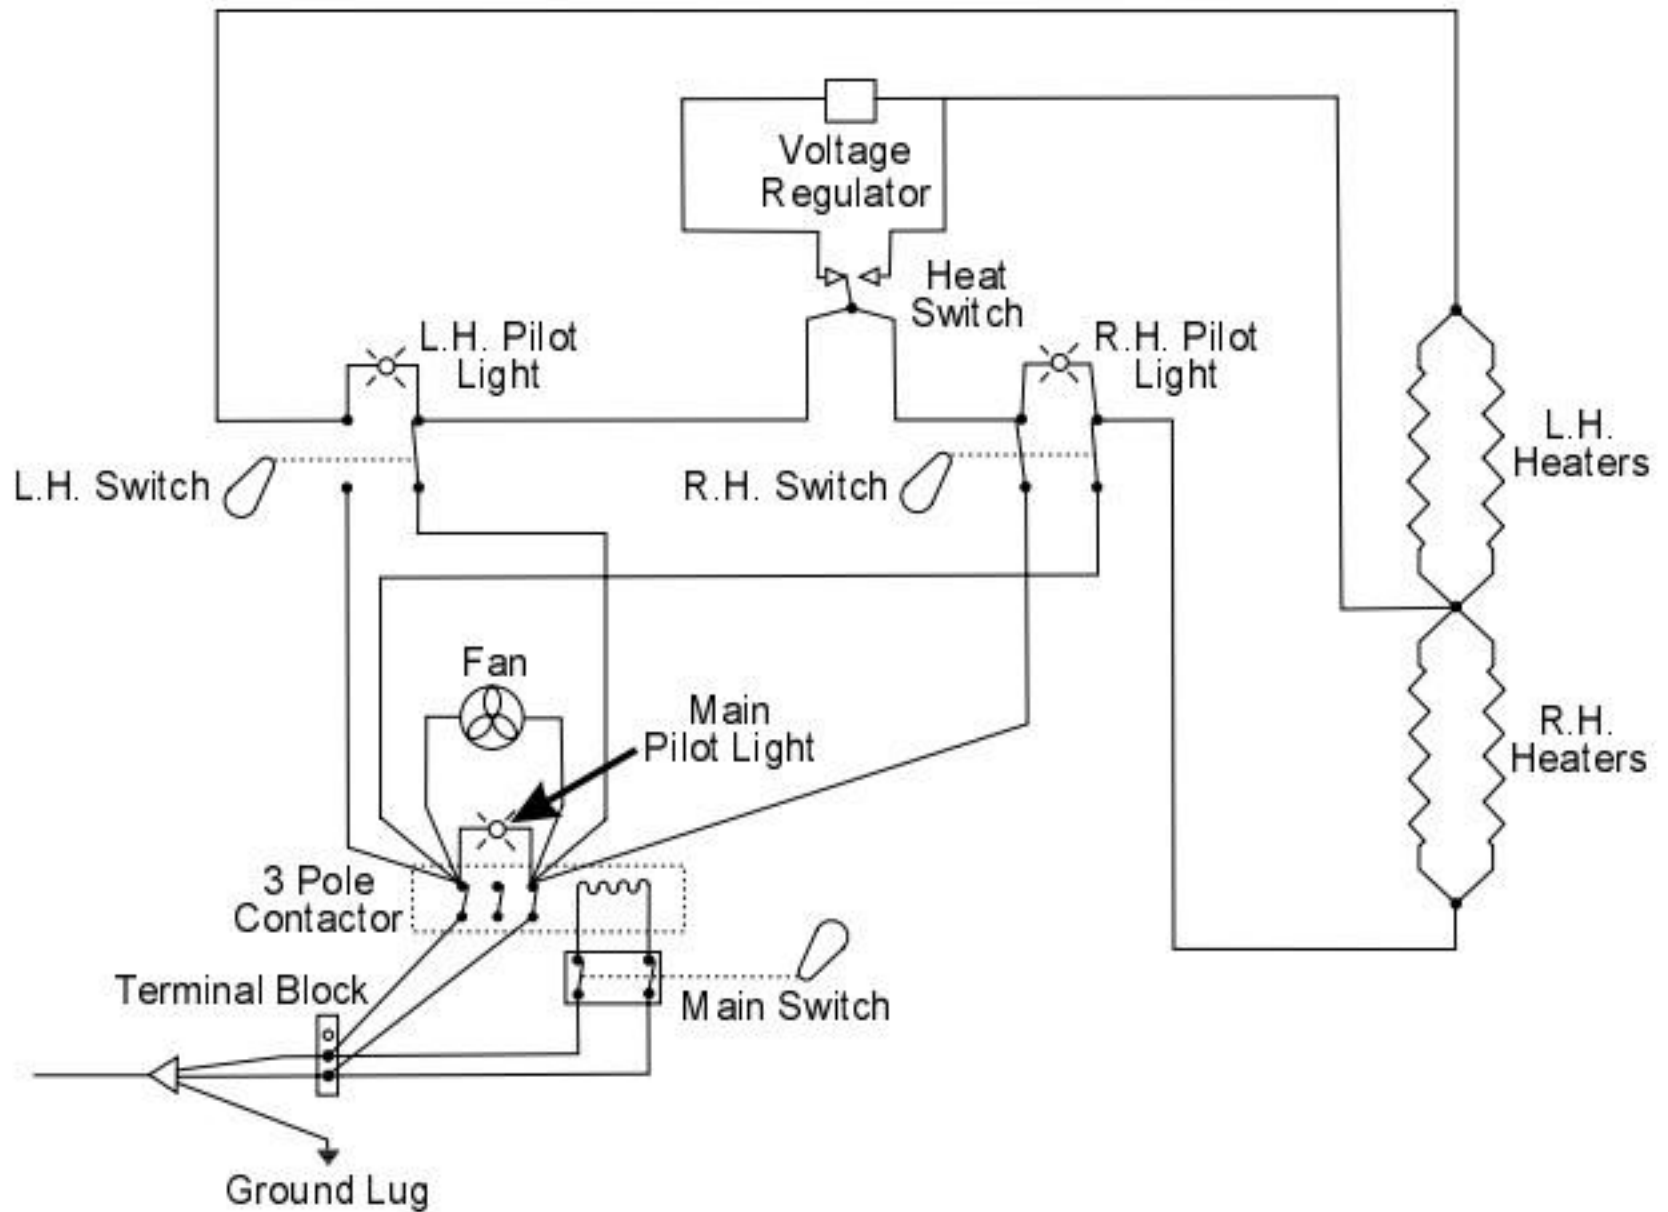 Voltage
Regulator
Heat
Switch
L.H. Pilot
Light
R.H. Pilot
Light
L.H.
Heaters
L.H. Switch
R.H. Switch
Fan
Main
Pilot Light
R.H.
Heaters
3 Pole
Contactor
Terminal Block
Main Switch
Ground Lug